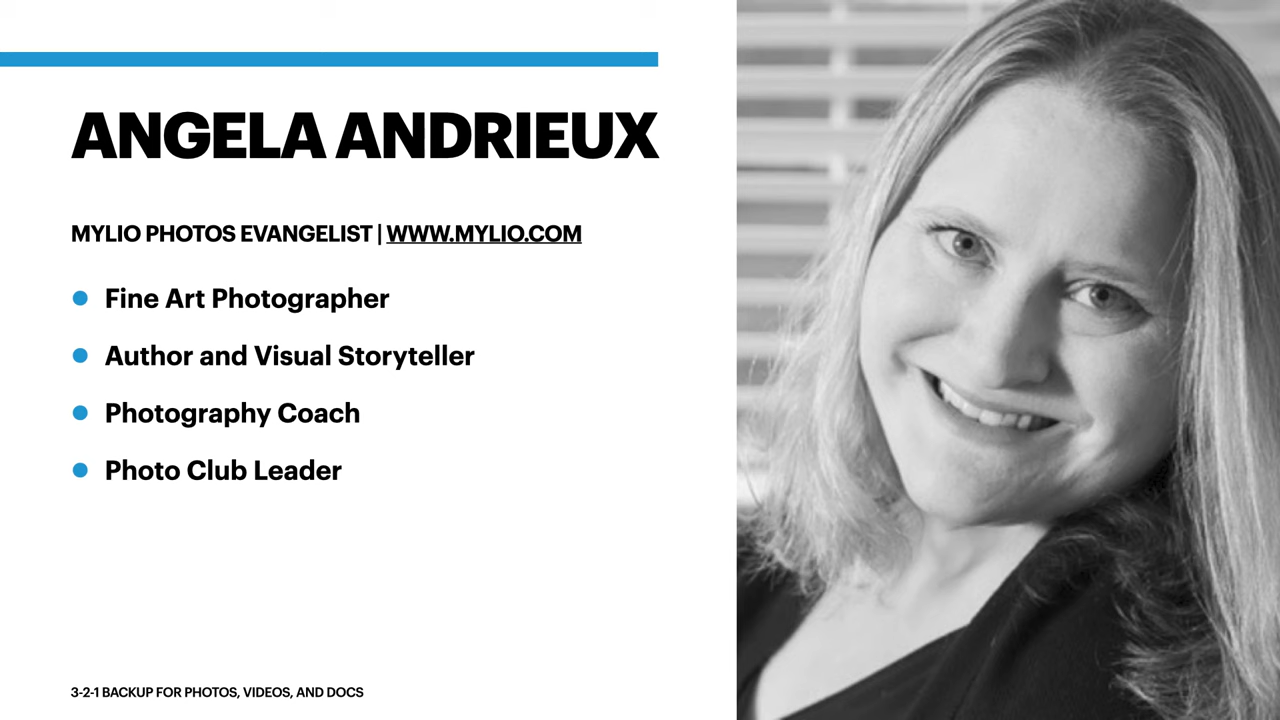 ANGELA ANDRIEUX
MYLIO PHOTOS EVANGELIST | WWW.MYLIO.COM
Fine Art Photographer
Author and Visual Storyteller
Photography Coach
Photo Club Leader
3-2-1 BACKUP FOR PHOTOS, VIDEOS, AND DOCS